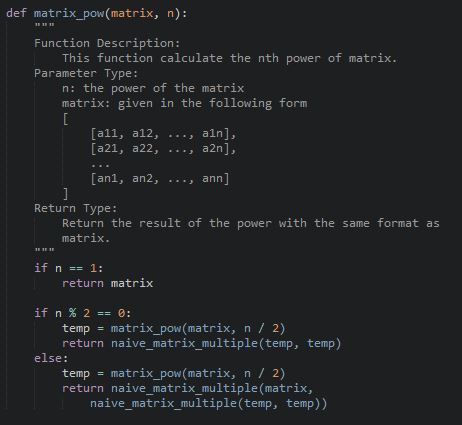 def matrix_pow(matrix, n):
    """
    Function Description:
        This function calculate the nth power of matrix.
    Parameter Type:
        n: the power of the matrix
        matrix: given in the following form
        [
            [a11, a12, ..., a1n],
            [a21, a22, ..., a2n],
            ...
            [an1, an2, ..., ann]
        ]
    Return Type:
        Return the result of the power with the same format as
        matrix.
    """
    if n == 1:
        return matrix

    if n % 2 == 0:
        temp = matrix_pow(matrix, n / 2)
        return naive_matrix_multiple(temp, temp)
    else:
        temp = matrix_pow(matrix, n / 2)
        return naive_matrix_multiple(matrix,
            naive_matrix_multiple(temp, temp))